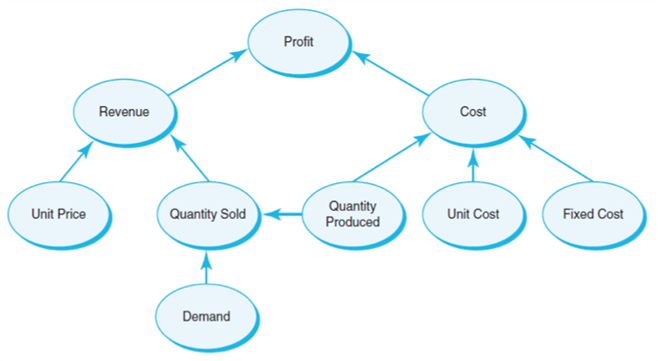 Profit
Revenue
Cost
Unit Price
Quantity Sold
Quantity
Produced
Unit Cost
Fixed Cost
Demand